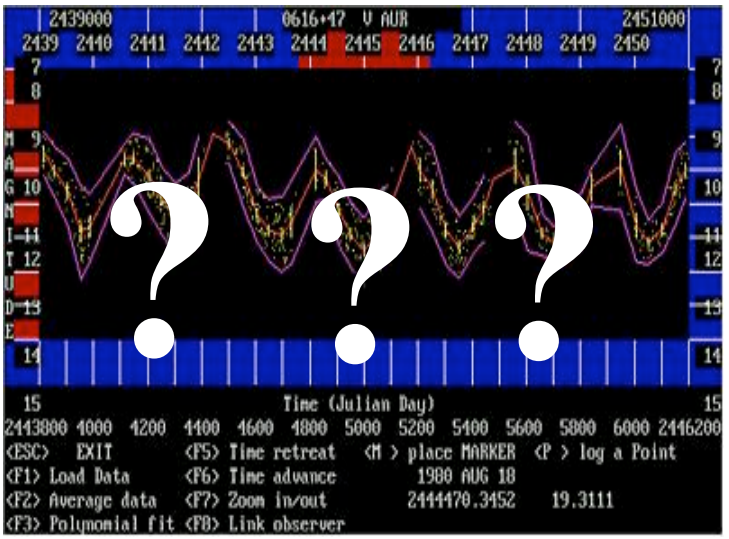 2439000 0616+47 V AUR 2451000
2439 2440 2441 2442 2443 2444 2445 2446 2447 2448 2449 2450
7 7
8 8
M 9 9
A
G 10 10
N
I 11 11
T 12 12
U
D 13 13
E
14 14
? ? ?
15 Time (Julian Day) 15
2443800 4000 4200 4400 4600 4800 5000 5200 5400 5600 5800 6000 2446200
<ESC> EXIT <F5> Time retreat <M > place MARKER <P > log a Point
<F1> Load Data <F6> Time advance 1980 AUG 18
<F2> Average data <F7> Zoom in/out 2444470.3452 19.3111
<F3> Polynomial fit <F8> Link observer